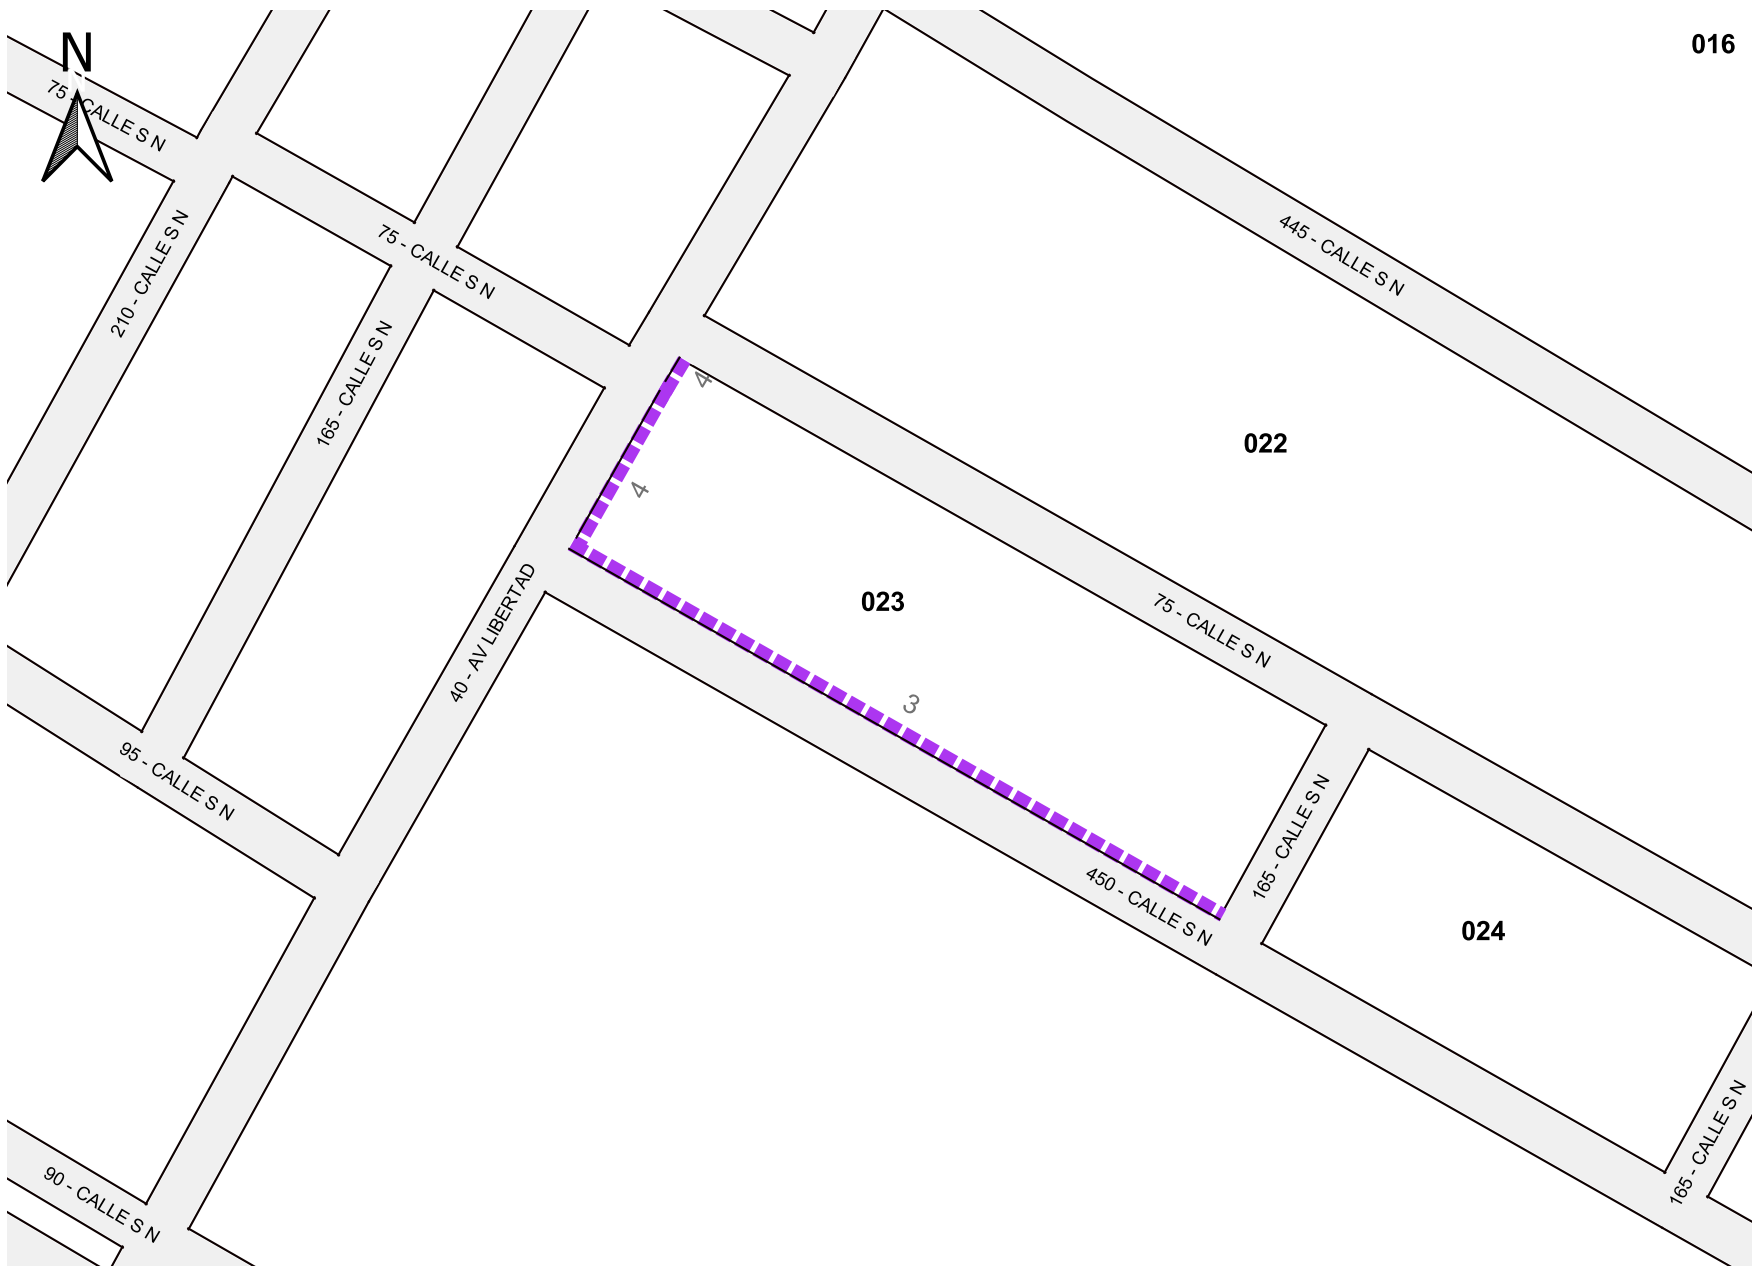 N
016
75 - CALLE S N
210 - CALLE S N
75 - CALLE S N
445 - CALLE S N
165 - CALLE S N
4
022
4
40 - AV LIBERTAD
023
75 - CALLE S N
3
95 - CALLE S N
165 - CALLE S N
450 - CALLE S N
024
90 - CALLE S N
165 - CALLE S N